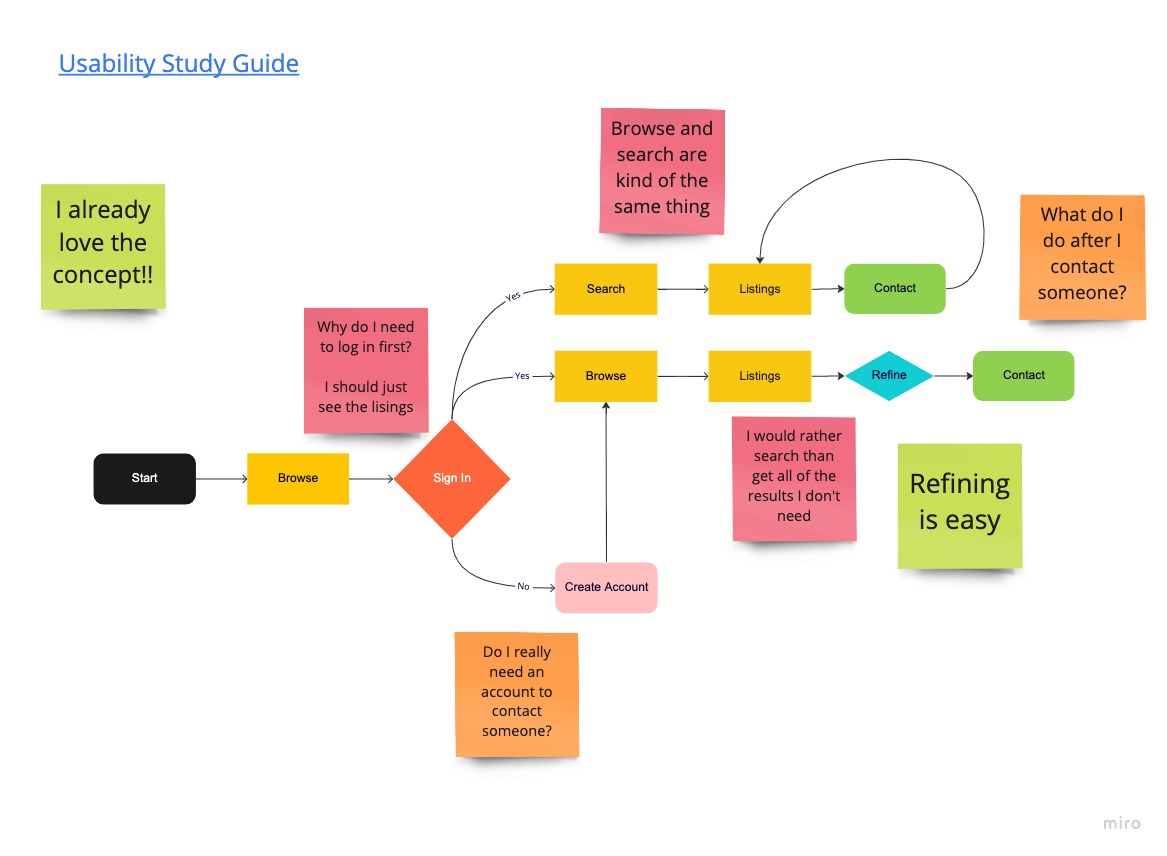 Usability Study Guide
I already
love the
concept!!
Browse and
search are
kind of the
same thing
What do I
do after I
contact
someone?
Why do I need
to log in first?
I should just
see the lisings
Yes
Search
Listings
Contact
Yes
Browse
Listings
Refine
Contact
I would rather
search than
get all of the
results I don't
need
Refining
is easy
Start
Browse
Sign In
No
Create Account
Do I really
need an
account to
contact
someone?
miro